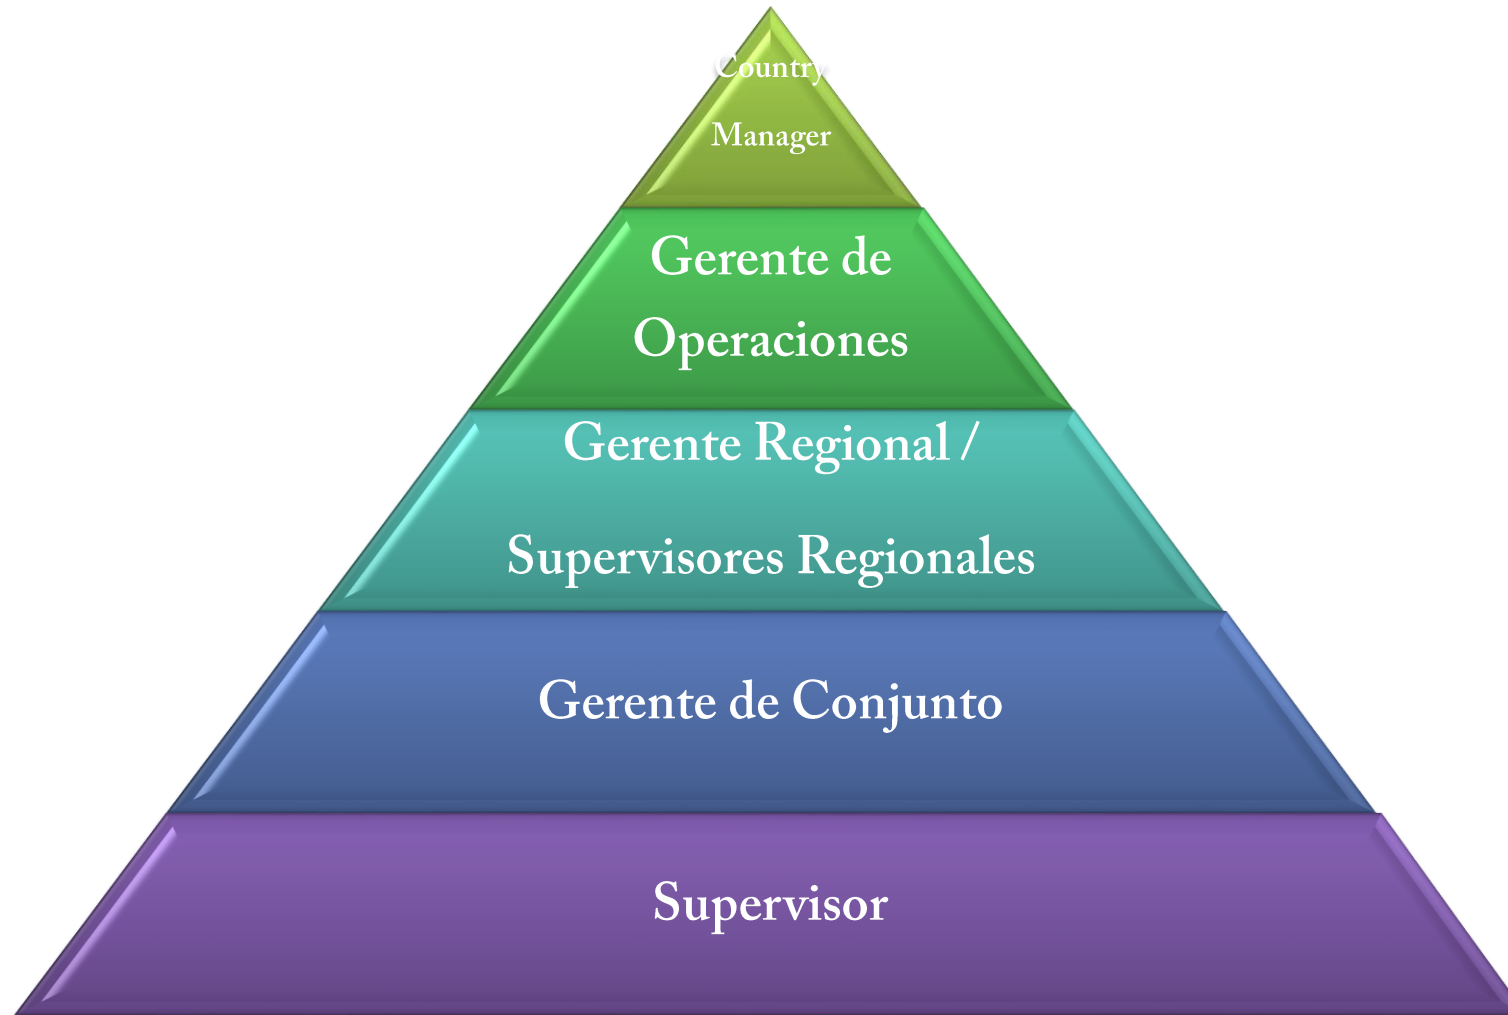 Country
Manager
Gerente de
Operaciones
Gerente Regional /
Supervisores Regionales
Gerente de Conjunto
Supervisor